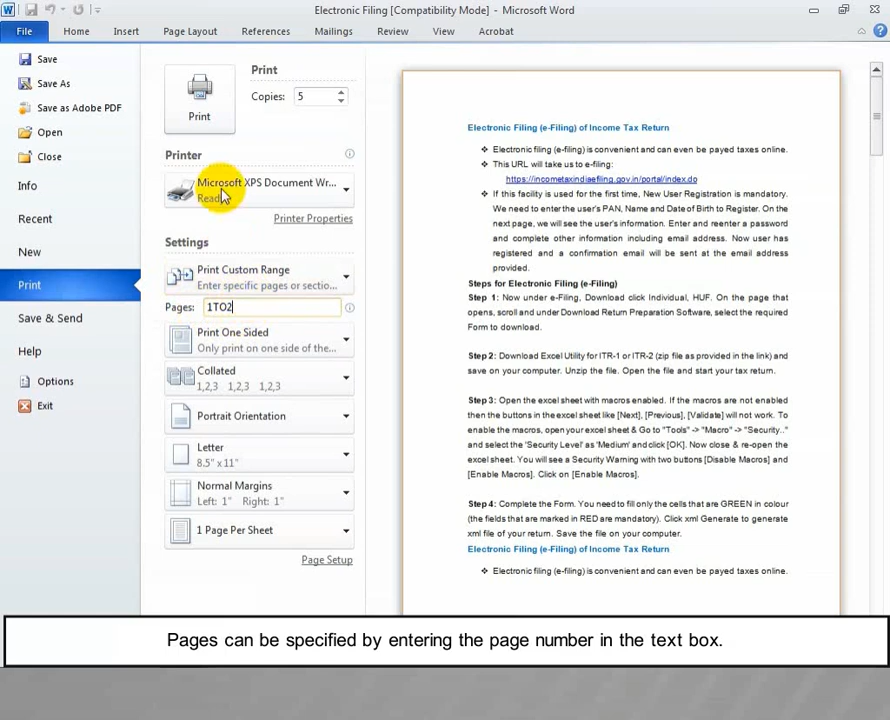 Electronic Filing [Compatibility Mode] - Microsoft Word
File Home Insert Page Layout References Mailings Review View Acrobat
Save
Save As
Save as Adobe PDF
Open
Close
Info
Recent
New
Print
Save & Send
Help
Options
Exit
Print
Print
Copies: 5
Printer
Microsoft XPS Document Wr...
Printer Properties
Settings
Print Custom Range
Enter specific pages or sectio...
Pages: 1TO2
Print One Sided
Only print on one side of the...
Collated
1,2,3 1,2,3 1,2,3
Portrait Orientation
Letter
8.5" x 11"
Normal Margins
Left: 1" Right: 1"
1 Page Per Sheet
Page Setup
Electronic Filing (e-Filing) of Income Tax Return
❖ Electronic filing (e-filing) is convenient and can even be payed taxes online.
❖ This URL will take us to e-filing:
https://incometaxindiaefiling.gov.in/portal/index.do
❖ If this facility is used for the first time, New User Registration is mandatory.
We need to enter the user's PAN, Name and Date of Birth to Register. On the
next page, we will see the user's information. Enter and reenter a password
and complete other information including email address. Now user has
registered and a confirmation email will be sent at the email address
provided.
Steps for Electronic Filing (e-Filing)
Step 1: Now under e-Filing, Download click Individual, HUF. On the page that
opens, scroll and under Download Return Preparation Software, select the required
Form to download.
Step 2: Download Excel Utility for ITR-1 or ITR-2 (zip file as provided in the link) and
save on your computer. Unzip the file. Open the file and start your tax return.
Step 3: Open the excel sheet with macros enabled. If the macros are not enabled
then the buttons in the excel sheet like [Next], [Previous], [Validate] will not work. To
enable the macros, open your excel sheet & Go to "Tools" -> "Macro" -> "Security.."
and select the 'Security Level' as 'Medium' and click [OK]. Now close & re-open the
excel sheet. You will see a Security Warning with two buttons [Disable Macros] and
[Enable Macros]. Click on [Enable Macros].
Step 4: Complete the Form. You need to fill only the cells that are GREEN in colour
(the fields that are marked in RED are mandatory). Click xml Generate to generate
xml file of your return. Save the file on your computer.
Electronic Filing (e-Filing) of Income Tax Return
❖ Electronic filing (e-filing) is convenient and can even be payed taxes online.
Pages can be specified by entering the page number in the text box.